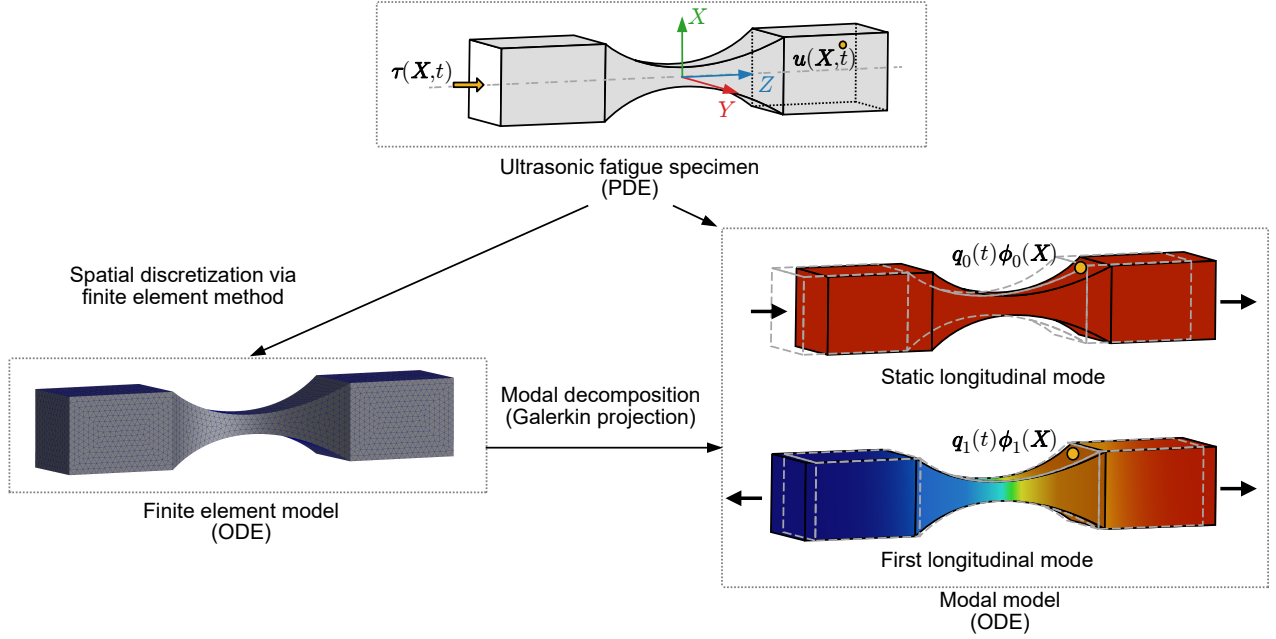 X
τ(X,t)
u(X,t)
Z
Y
Ultrasonic fatigue specimen
(PDE)
Spatial discretization via
finite element method
q₀(t)ϕ₀(X)
Static longitudinal mode
Modal decomposition
(Galerkin projection)
q₁(t)ϕ₁(X)
Finite element model
(ODE)
First longitudinal mode
Modal model
(ODE)